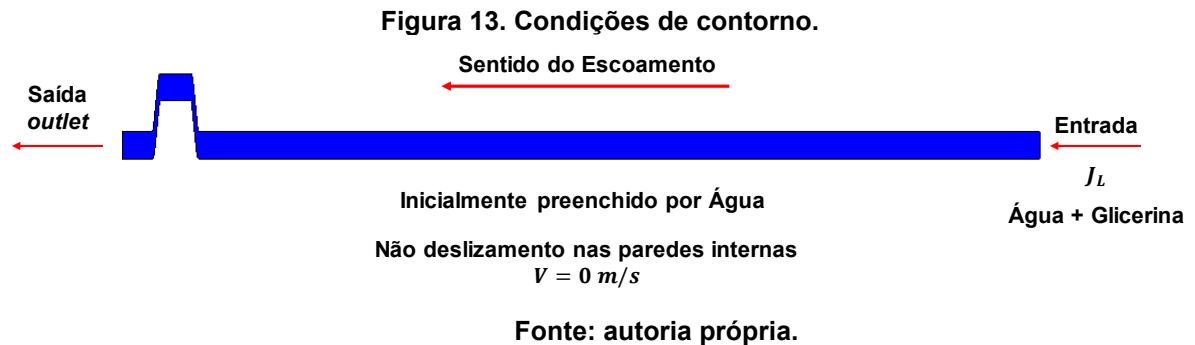 Figura 13. Condições de contorno.
Sentido do Escoamento
Saída
outlet
Entrada
J_L
Água + Glicerina
Inicialmente preenchido por Água
Não deslizamento nas paredes internas
V = 0 m/s
Fonte: autoria própria.